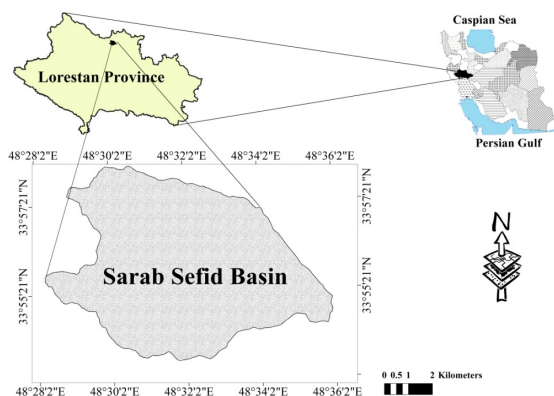 Caspian Sea
Lorestan Province
Persian Gulf
48°28'2"E 48°30'2"E 48°32'2"E 48°34'2"E 48°36'2"E
33°57'21"N
33°57'21"N
Sarab Sefid Basin
33°55'21"N
33°55'21"N
N
0 0.5 1 2 Kilometers
48°28'2"E 48°30'2"E 48°32'2"E 48°34'2"E 48°36'2"E